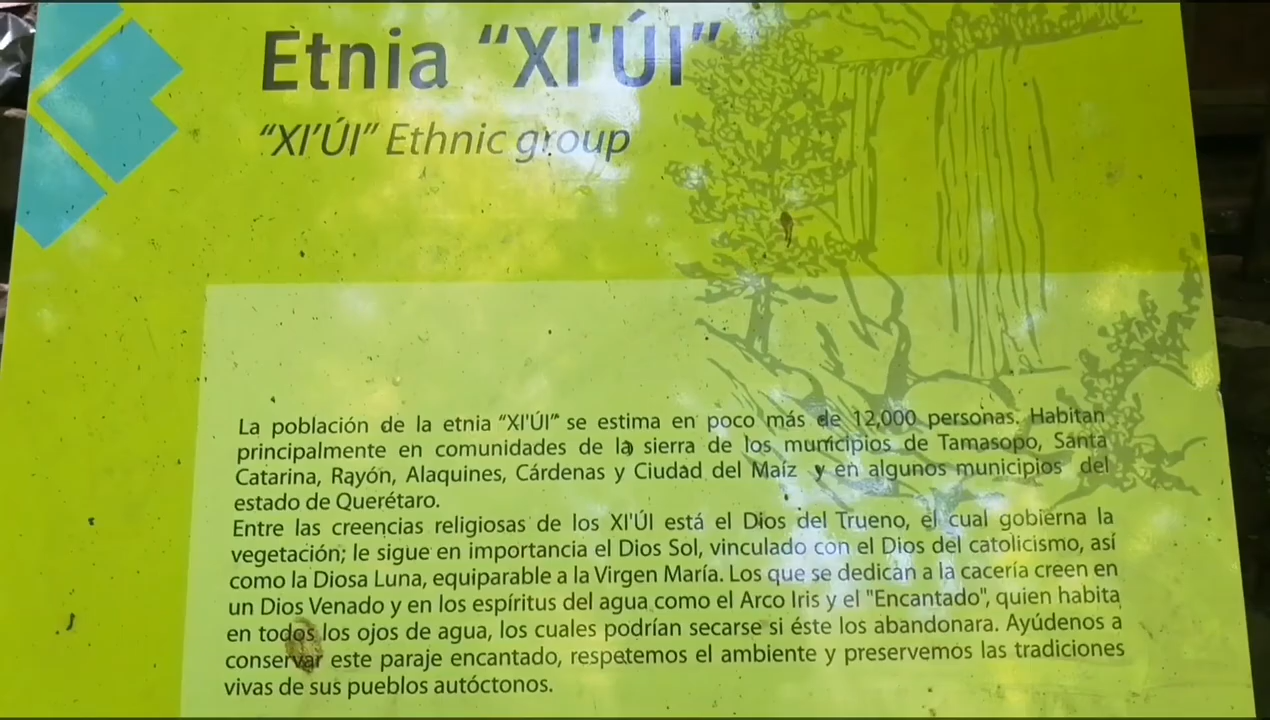 Etnia “XI'ÚI”
“XI’ÚI” Ethnic group
La población de la etnia “XI'ÚI” se estima en poco más de 12,000 personas. Habitan
principalmente en comunidades de la sierra de los municipios de Tamasopo, Santa
Catarina, Rayón, Alaquines, Cárdenas y Ciudad del Maíz y en algunos municipios del
estado de Querétaro.
Entre las creencias religiosas de los XI'ÚI está el Dios del Trueno, el cual gobierna la
vegetación; le sigue en importancia el Dios Sol, vinculado con el Dios del catolicismo, así
como la Diosa Luna, equiparable a la Virgen María. Los que se dedican a la cacería creen en
un Dios Venado y en los espíritus del agua como el Arco Iris y el "Encantado", quien habita
en todos los ojos de agua, los cuales podrían secarse si éste los abandonara. Ayúdenos a
conservar este paraje encantado, respetemos el ambiente y preservemos las tradiciones
vivas de sus pueblos autóctonos.